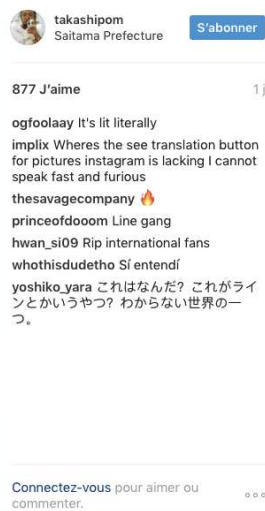 takashipom
Saitama Prefecture
S'abonner
877 J'aime
1 j
ogfoolaay It's lit literally
implix Wheres the see translation button
for pictures instagram is lacking I cannot
speak fast and furious
thesavagecompany 🔥
princeofdooom Line gang
hwan_si09 Rip international fans
whothisdudetho Sí entendí
yoshiko_yara これはなんだ？これがライ
ンとかいうやつ？わからない世界の一
つ。
Connectez-vous pour aimer ou
commenter.